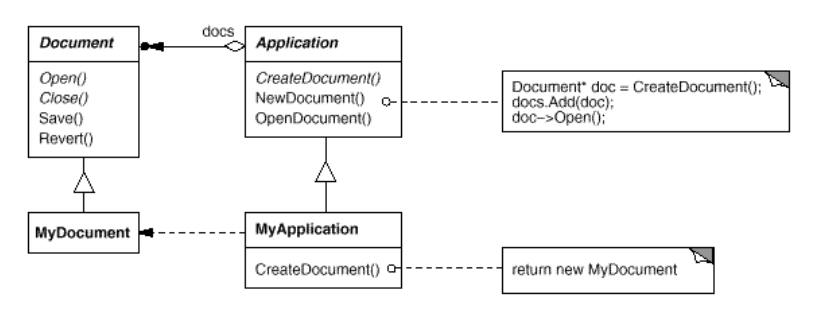 docs
Document
Open()
Close()
Save()
Revert()
Application
CreateDocument()
NewDocument()
OpenDocument()
Document* doc = CreateDocument();
docs.Add(doc);
doc->Open();
MyDocument
MyApplication
CreateDocument()
return new MyDocument